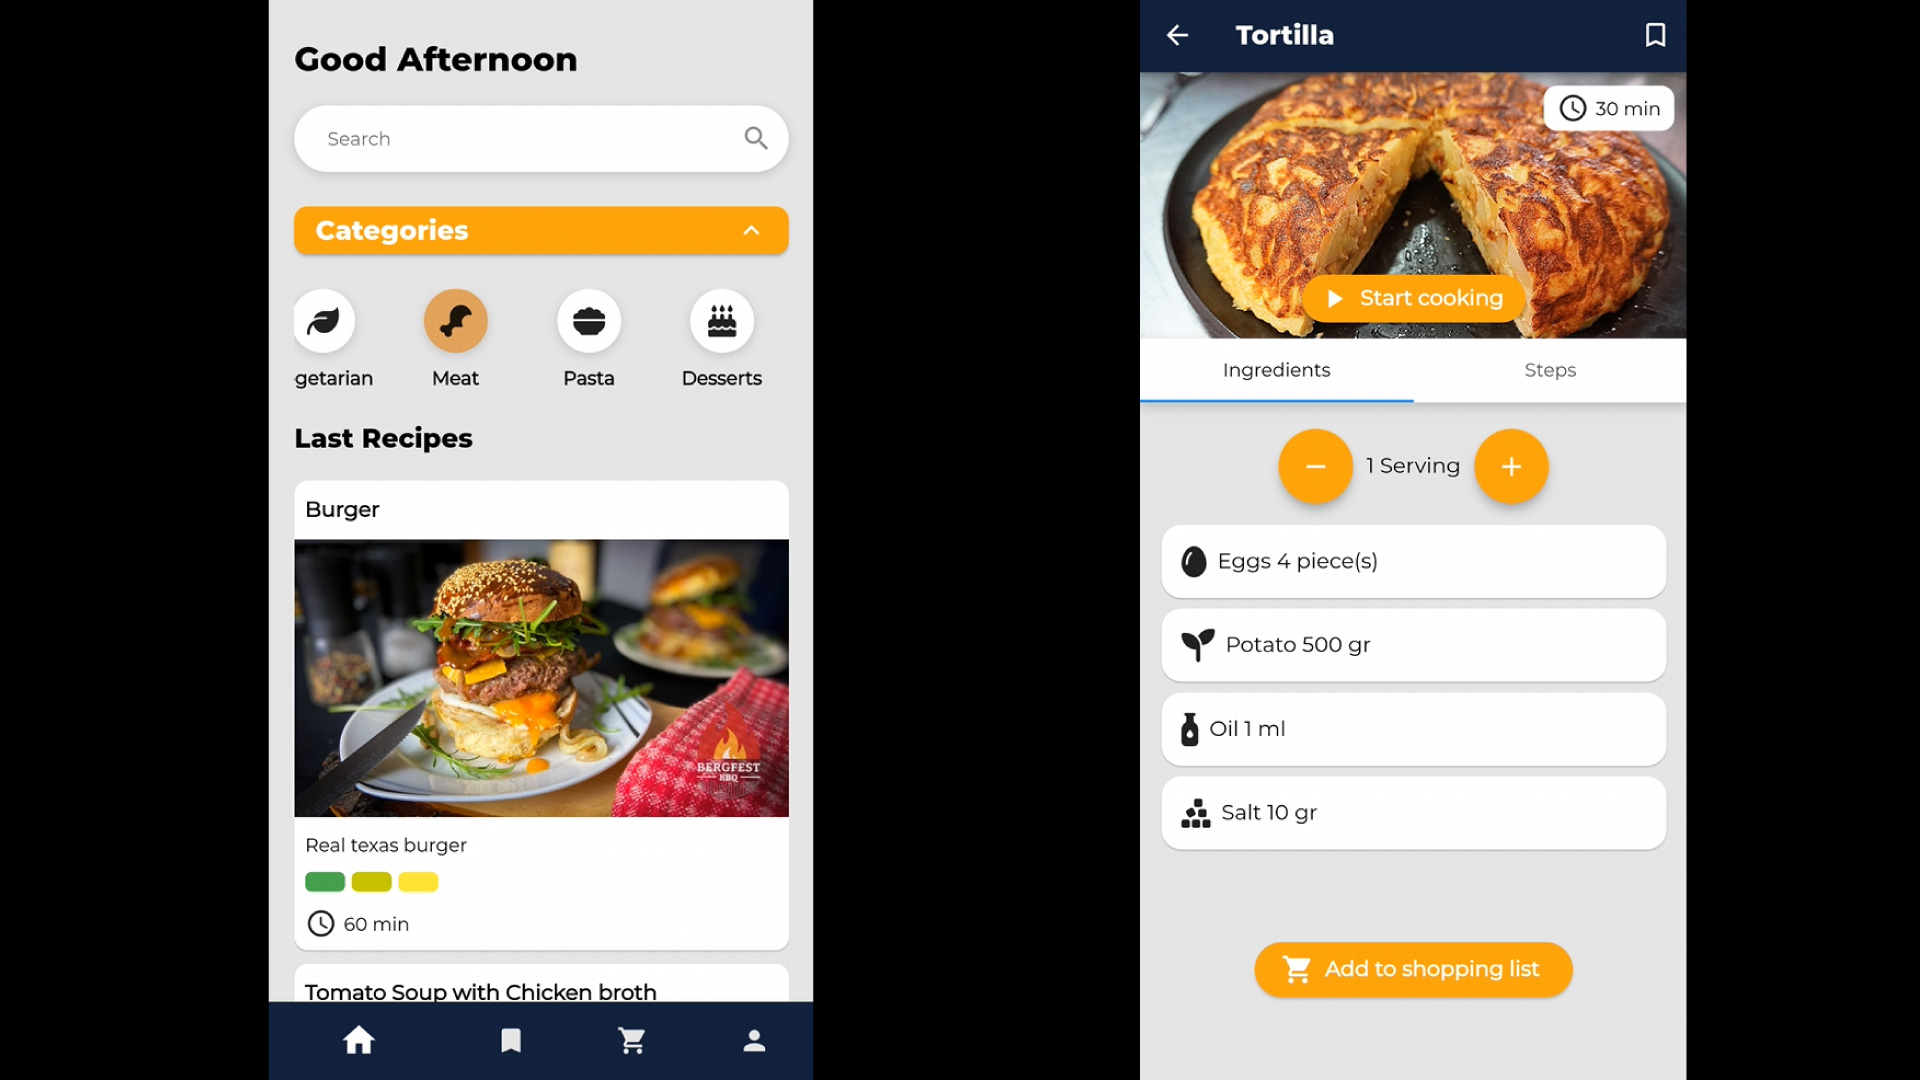 Good Afternoon
Search
Categories
getarian
Meat
Pasta
Desserts
Last Recipes
Burger
BERGFEST
BBQ
Real texas burger
60 min
Tomato Soup with Chicken broth
Tortilla
30 min
Start cooking
Ingredients
Steps
1 Serving
Eggs 4 piece(s)
Potato 500 gr
Oil 1 ml
Salt 10 gr
Add to shopping list